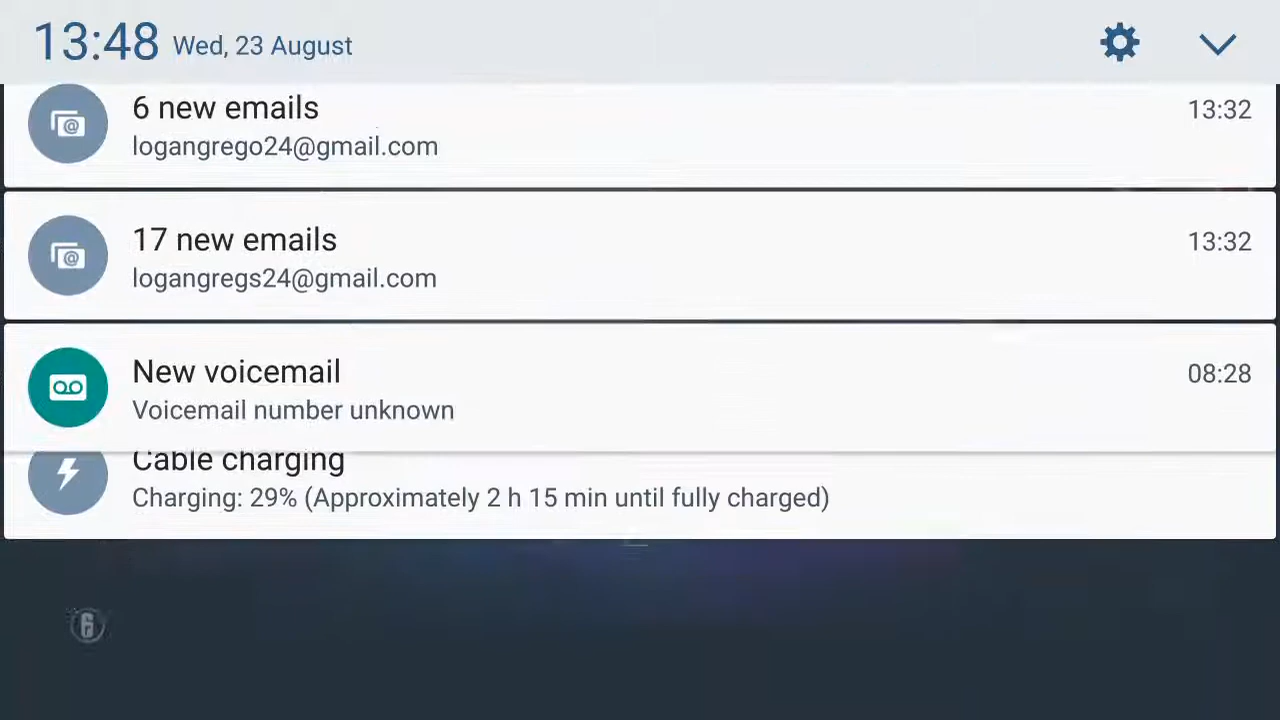 13:48 Wed, 23 August
6 new emails 13:32
logangrego24@gmail.com
17 new emails 13:32
logangregs24@gmail.com
New voicemail 08:28
Voicemail number unknown
Cable charging
Charging: 29% (Approximately 2 h 15 min until fully charged)
6